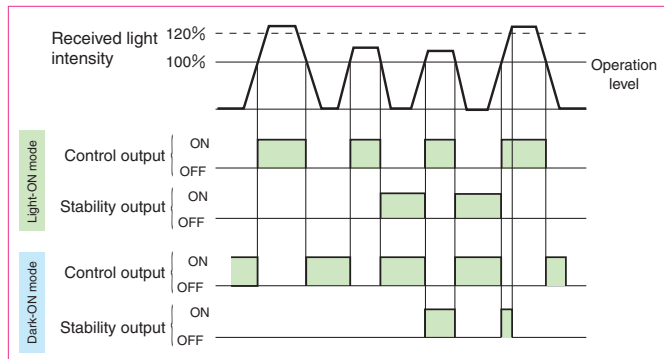 Received light
intensity
120%
100%
Operation
level
Light-ON mode
Control output
ON
OFF
Stability output
ON
OFF
Dark-ON mode
Control output
ON
OFF
Stability output
ON
OFF